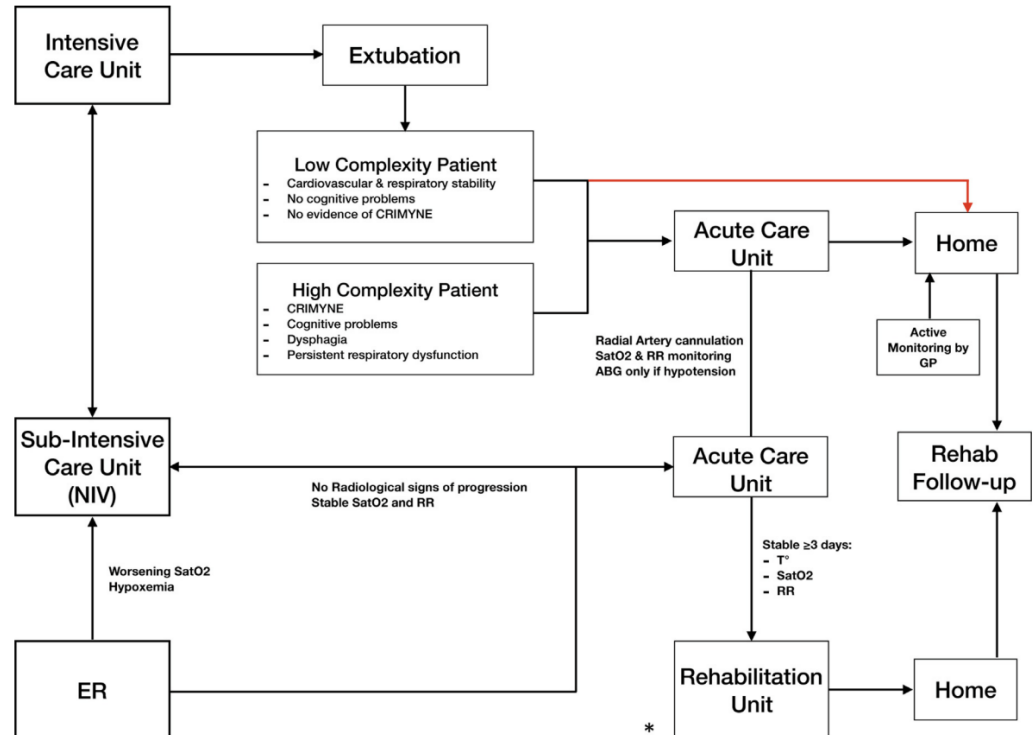 Intensive
Care Unit
Extubation
Low Complexity Patient
- Cardiovascular & respiratory stability
- No cognitive problems
- No evidence of CRIMYNE
High Complexity Patient
- CRIMYNE
- Cognitive problems
- Dysphagia
- Persistent respiratory dysfunction
Acute Care
Unit
Home
Active
Monitoring by
GP
Radial Artery cannulation
SatO2 & RR monitoring
ABG only if hypotension
Sub-Intensive
Care Unit
(NIV)
No Radiological signs of progression
Stable SatO2 and RR
Acute Care
Unit
Rehab
Follow-up
Worsening SatO2
Hypoxemia
Stable ≥3 days:
- T°
- SatO2
- RR
ER
*
Rehabilitation
Unit
Home